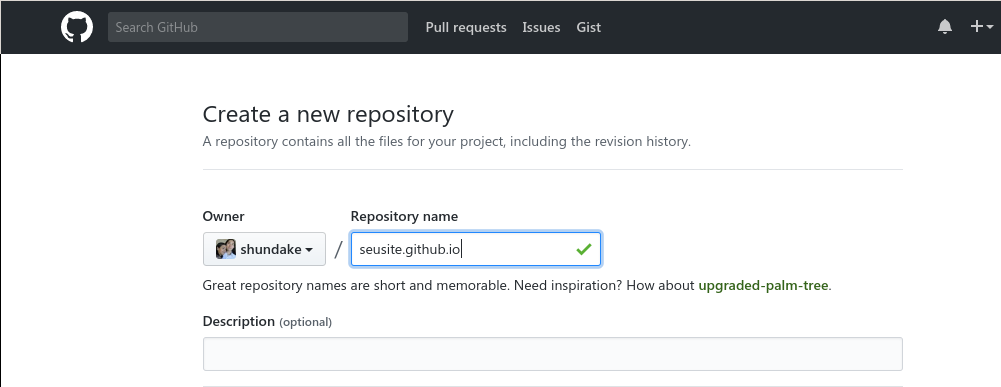 Search GitHub Pull requests Issues Gist
Create a new repository
A repository contains all the files for your project, including the revision history.
Owner Repository name
shundake / seusite.github.io
Great repository names are short and memorable. Need inspiration? How about upgraded-palm-tree.
Description (optional)